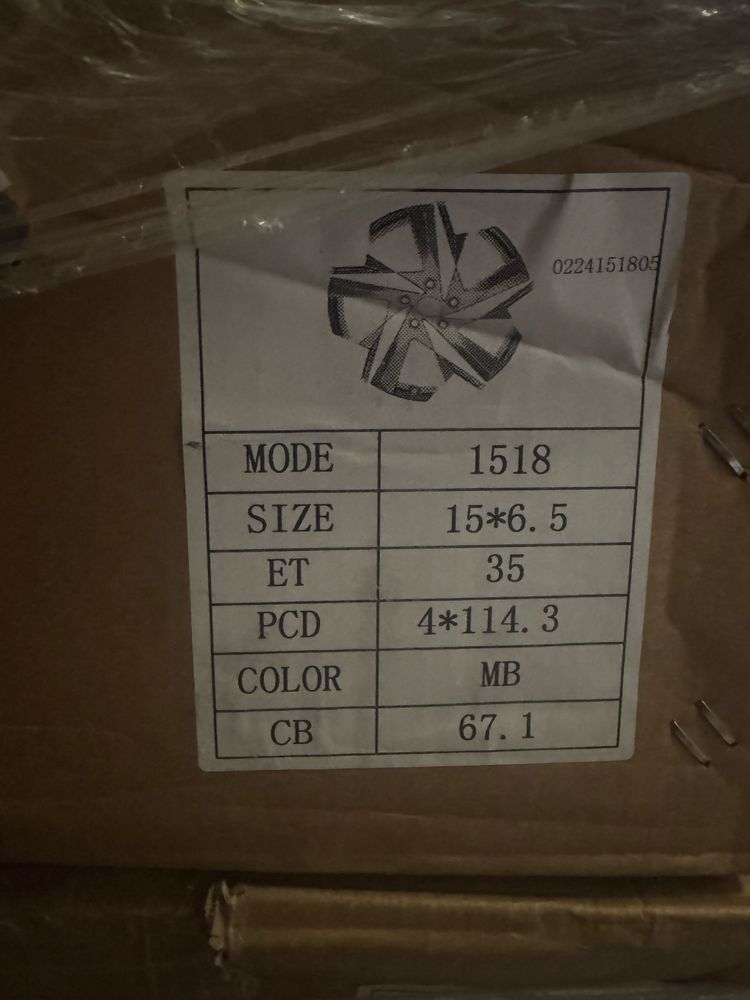 0224151805
MODE 1518
SIZE 15*6.5
ET 35
PCD 4*114.3
COLOR MB
CB 67.1